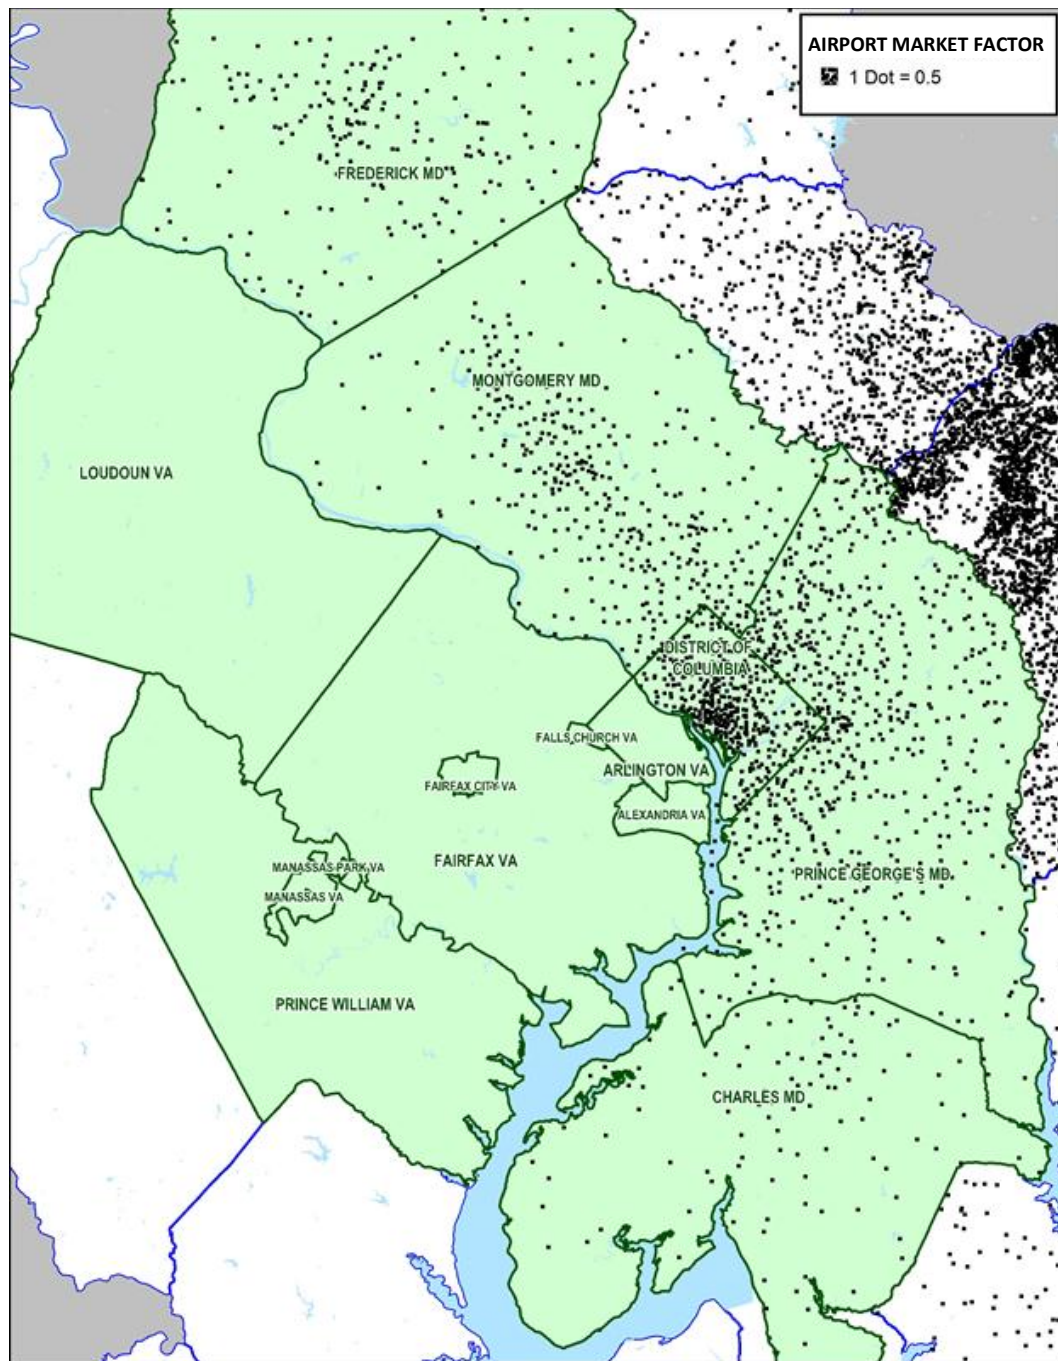 AIRPORT MARKET FACTOR
1 Dot = 0.5
FREDERICK MD
MONTGOMERY MD
LOUDOUN VA
DISTRICT OF
COLUMBIA
FALLS CHURCH VA
ARLINGTON VA
FAIRFAX CITY VA
ALEXANDRIA VA
FAIRFAX VA
MANASSAS PARK VA
PRINCE GEORGE'S MD
MANASSAS VA
PRINCE WILLIAM VA
CHARLES MD